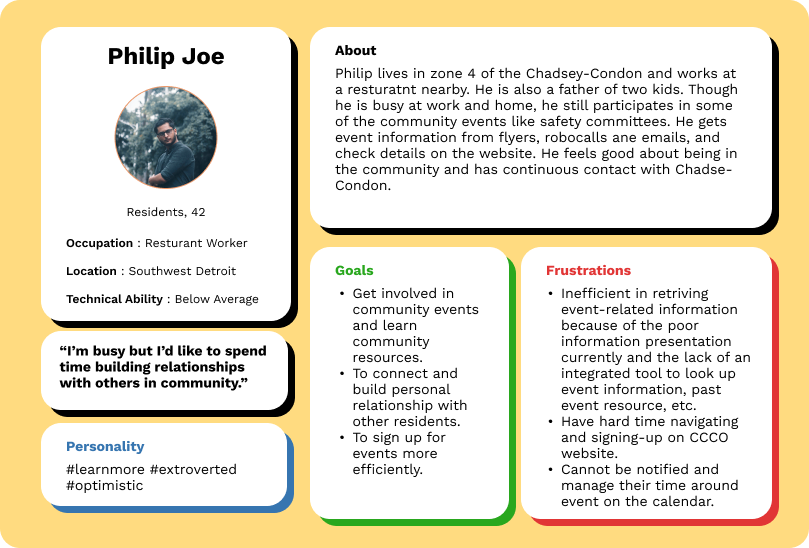 Philip Joe
Residents, 42
Occupation : Resturant Worker
Location : Southwest Detroit
Technical Ability : Below Average
“I’m busy but I’d like to spend
time building relationships
with others in community.”
Personality
#learnmore #extroverted
#optimistic
About
Philip lives in zone 4 of the Chadsey-Condon and works at
a resturatnt nearby. He is also a father of two kids. Though
he is busy at work and home, he still participates in some
of the community events like safety committees. He gets
event information from flyers, robocalls ane emails, and
check details on the website. He feels good about being in
the community and has continuous contact with Chadse-
Condon.
Goals
• Get involved in
community events
and learn
community
resources.
• To connect and
build personal
relationship with
other residents.
• To sign up for
events more
efficiently.
Frustrations
• Inefficient in retriving
event-related information
because of the poor
information presentation
currently and the lack of an
integrated tool to look up
event information, past
event resource, etc.
• Have hard time navigating
and signing-up on CCCO
website.
• Cannot be notified and
manage their time around
event on the calendar.